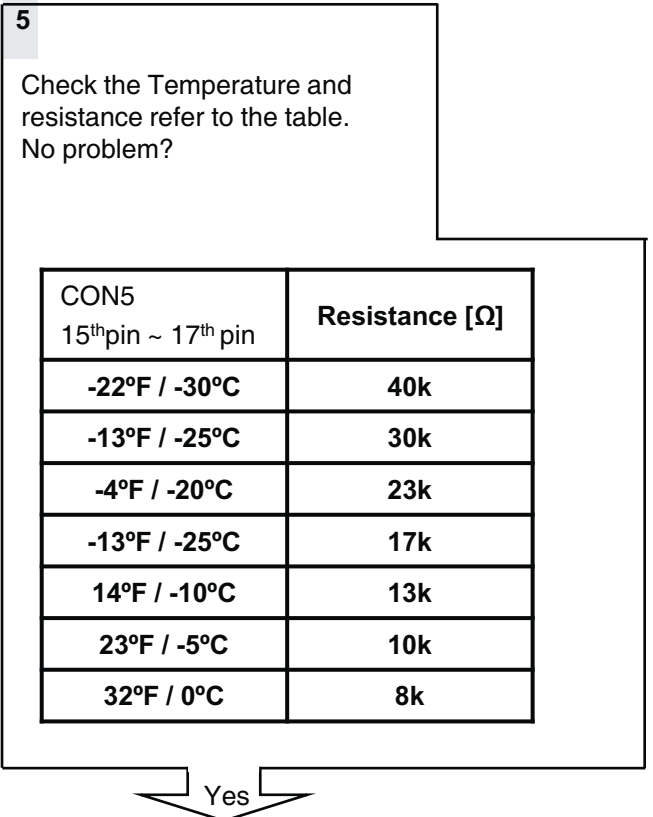 5
Check the Temperature and
resistance refer to the table.
No problem?
CON5
15thpin ~ 17th pin
Resistance [Ω]
-22ºF / -30ºC
40k
-13ºF / -25ºC
30k
-4ºF / -20ºC
23k
-13ºF / -25ºC
17k
14ºF / -10ºC
13k
23ºF / -5ºC
10k
32ºF / 0ºC
8k
Yes